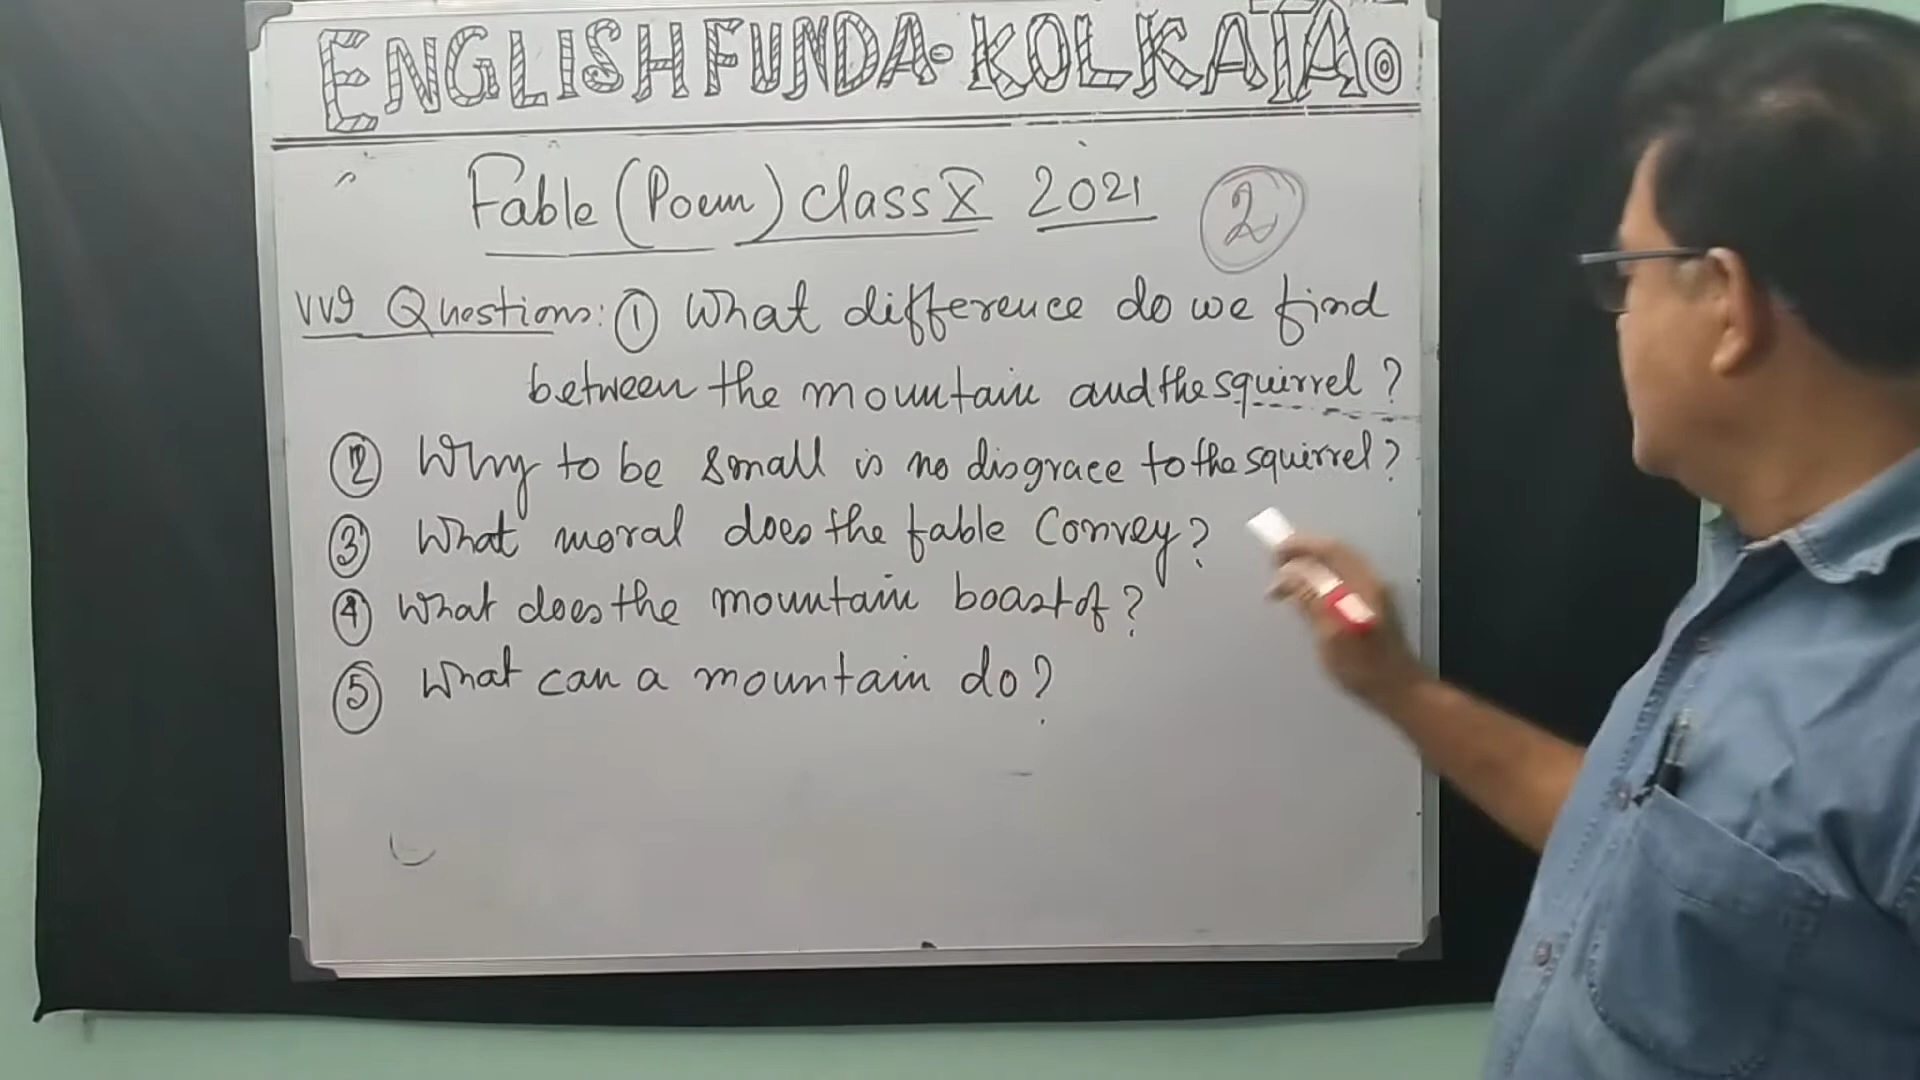 ENGLISH FUNDA. KOLKATA
Fable (Poem) class X 2021 2
VVI Questions: ① What difference do we find
between the mountain and the squirrel?
② Why to be small is no disgrace to the squirrel?
③ What moral does the fable Convey?
④ What does the mountain boast of?
⑤ What can a mountain do?